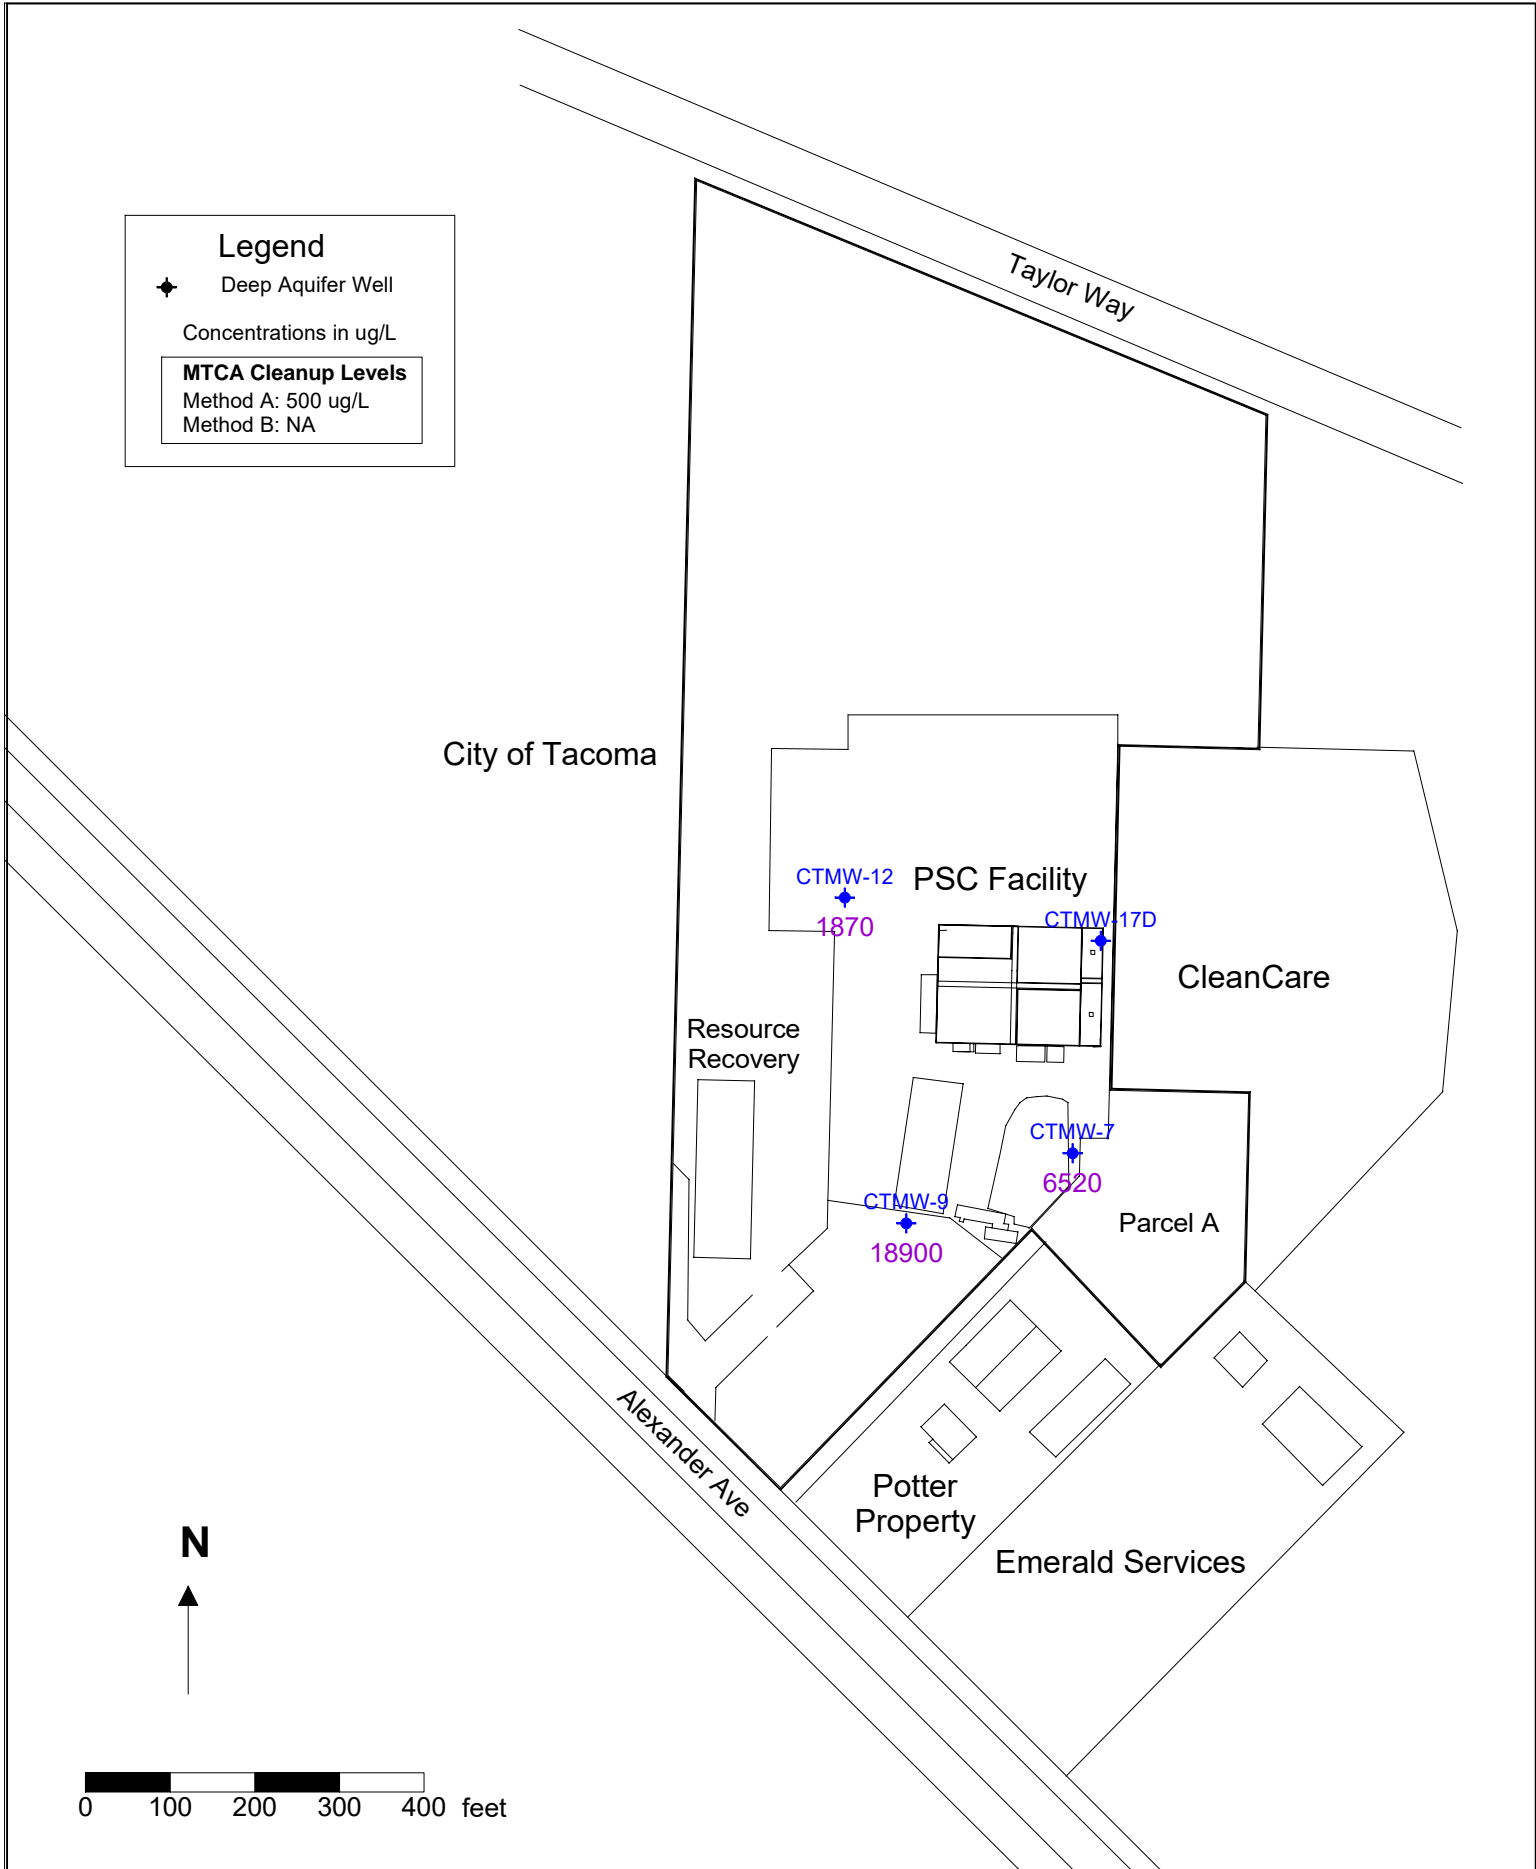 Legend
Deep Aquifer Well
Concentrations in ug/L
MTCA Cleanup Levels
Method A: 500 ug/L
Method B: NA
Taylor Way
City of Tacoma
CTMW-12
1870
PSC Facility
CTMW-17D
CleanCare
Resource
Recovery
CTMW-7
6520
CTMW-9
18900
Parcel A
Alexander Ave
Potter
Property
Emerald Services
N
0 100 200 300 400 feet